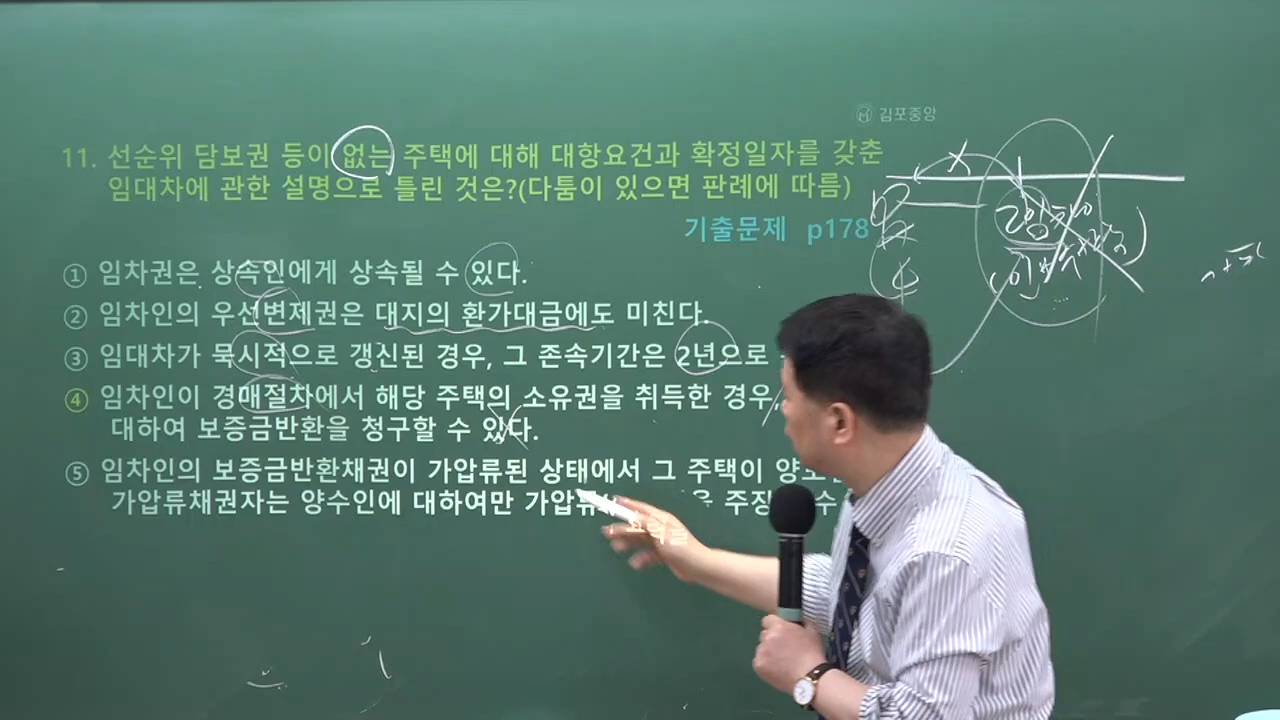 김포중앙
11. 선순위 담보권 등이 없는 주택에 대해 대항요건과 확정일자를 갖춘
임대차에 관한 설명으로 틀린 것은?(다툼이 있으면 판례에 따름)
기출문제 p178
① 임차권은 상속인에게 상속될 수 있다.
② 임차인의 우선변제권은 대지의 환가대금에도 미친다.
③ 임대차가 묵시적으로 갱신된 경우, 그 존속기간은 2년으로
④ 임차인이 경매절차에서 해당 주택의 소유권을 취득한 경우,
대하여 보증금반환을 청구할 수 있다.
⑤ 임차인의 보증금반환채권이 가압류된 상태에서 그 주택이
가압류채권자는 양수인에 대하여만 가압류